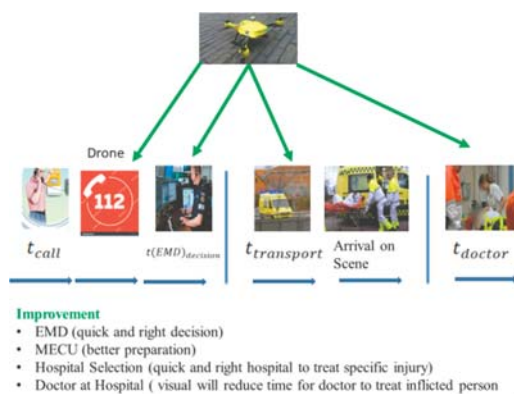 Drone
112
t_call
t(EMD)_decision
t_transport
Arrival on
Scene
t_doctor
Improvement
• EMD (quick and right decision)
• MECU (better preparation)
• Hospital Selection (quick and right hospital to treat specific injury)
• Doctor at Hospital ( visual will reduce time for doctor to treat inflicted person